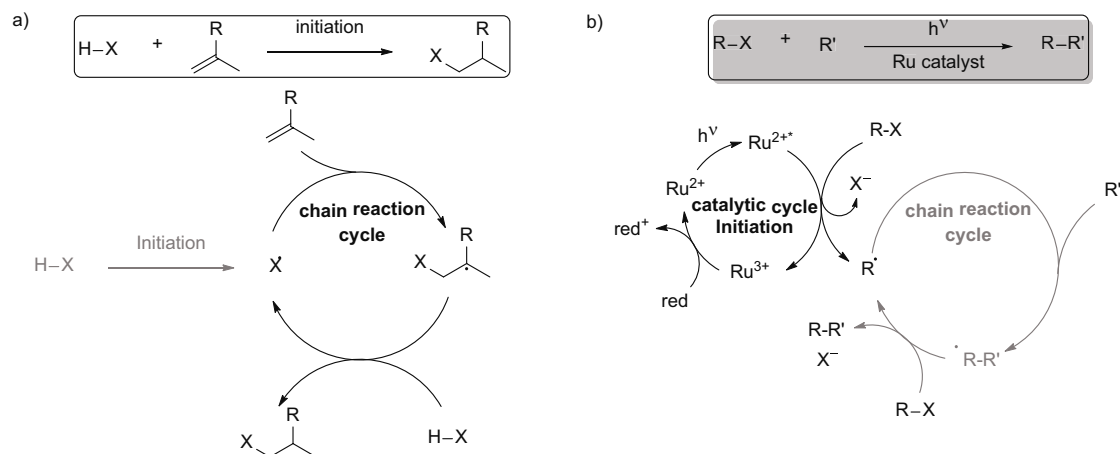 a)
H–X + R initiation X R
R
chain reaction
cycle
Initiation
H–X
X•
R
X
•
R
X
H–X
b)
R–X + R' hν R–R'
Ru catalyst
hν Ru2+* R-X
Ru2+ X–
catalytic cycle
Initiation
red+
Ru3+
red
R•
chain reaction
cycle
R'
R-R'
X–
•R-R'
R–X